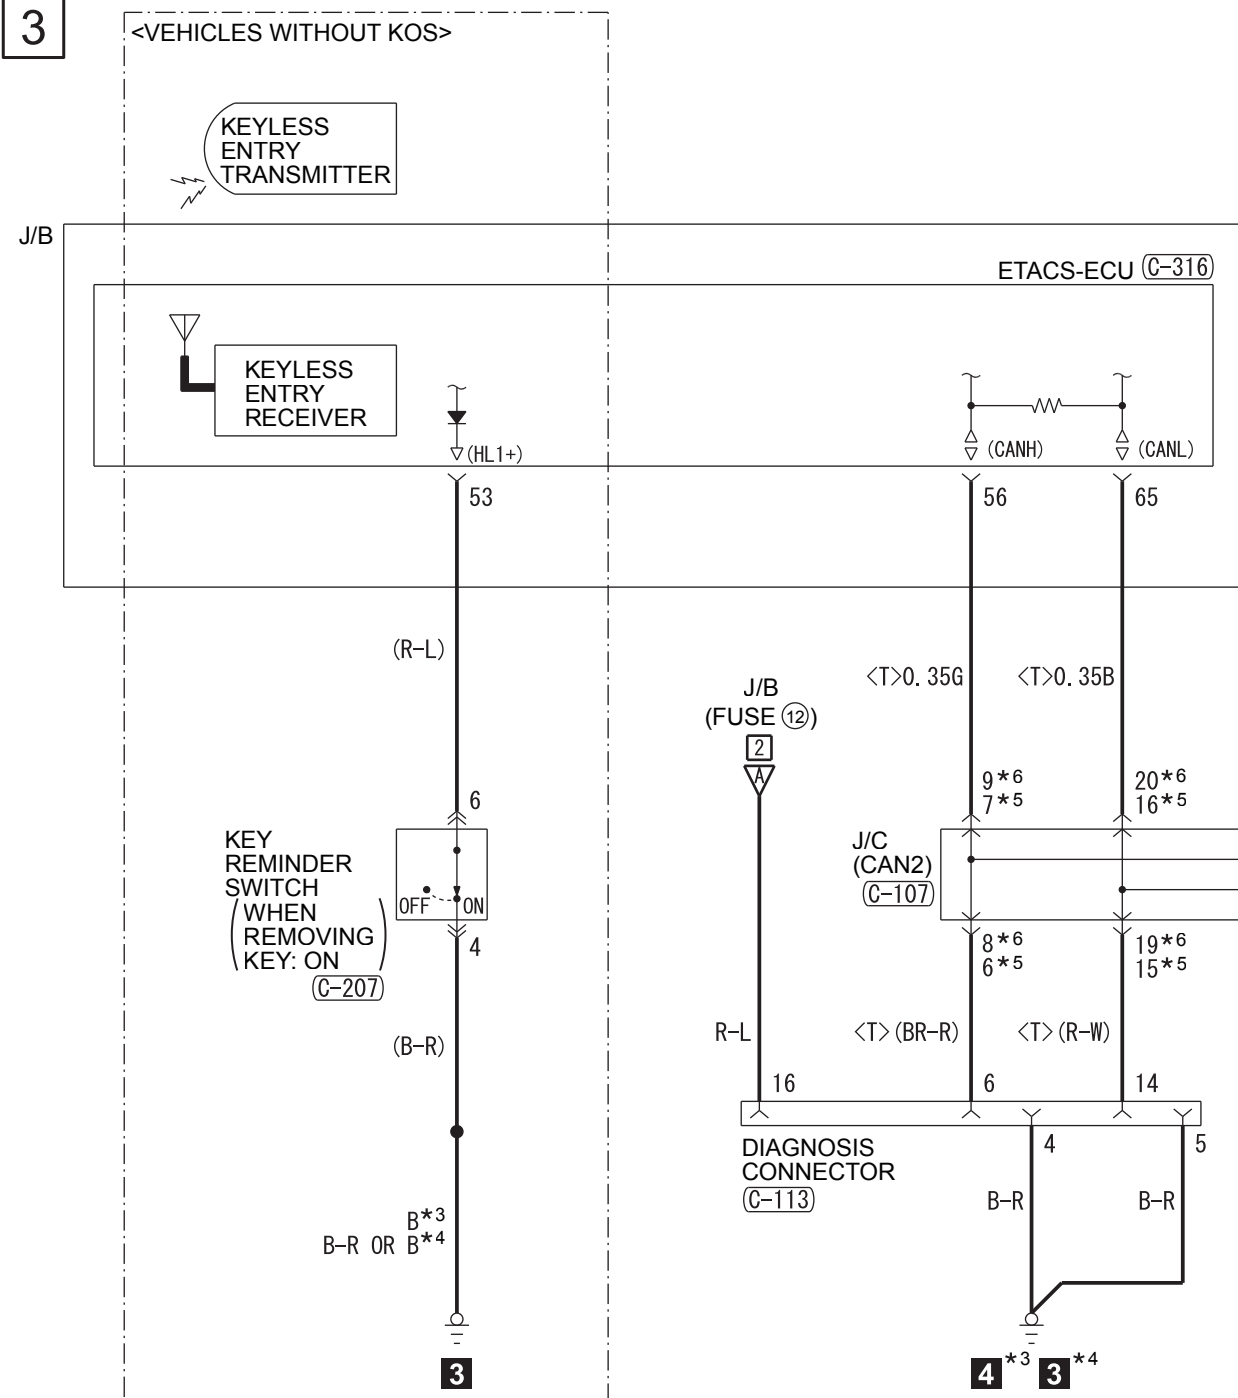 3
<VEHICLES WITHOUT KOS>
KEYLESS
ENTRY
TRANSMITTER
J/B
ETACS-ECU (C-316)
KEYLESS
ENTRY
RECEIVER
(HL1+)
(CANH)
(CANL)
53
56
65
(R-L)
<T>0.35G
<T>0.35B
J/B
(FUSE 12)
2
A
6
9*6
7*5
20*6
16*5
KEY
REMINDER
SWITCH
(WHEN
REMOVING
KEY: ON)
(C-207)
OFF
ON
4
J/C
(CAN2)
(C-107)
8*6
6*5
19*6
15*5
(B-R)
R-L
<T>(BR-R)
<T>(R-W)
16
6
14
DIAGNOSIS
CONNECTOR
(C-113)
4
5
B-R
B-R
B*3
B-R OR B*4
3
4*3 3*4